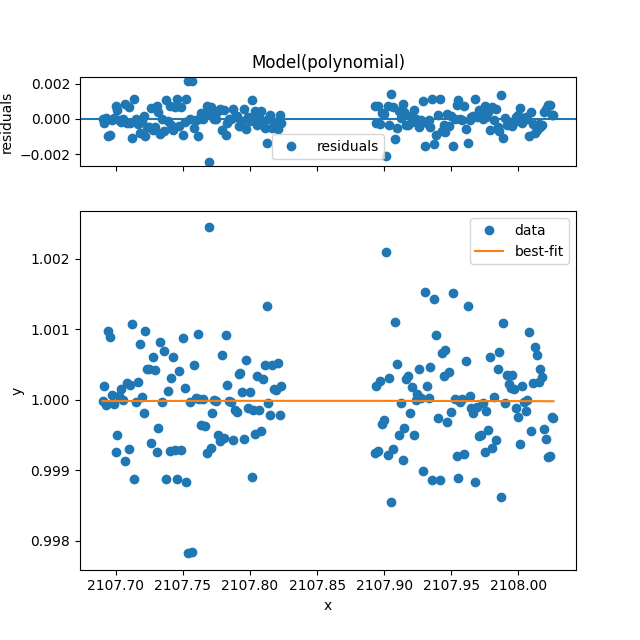 Model(polynomial)
residuals
0.002
0.000
−0.002
residuals
y
1.002
1.001
1.000
0.999
0.998
data
best-fit
2107.70 2107.75 2107.80 2107.85 2107.90 2107.95 2108.00
x